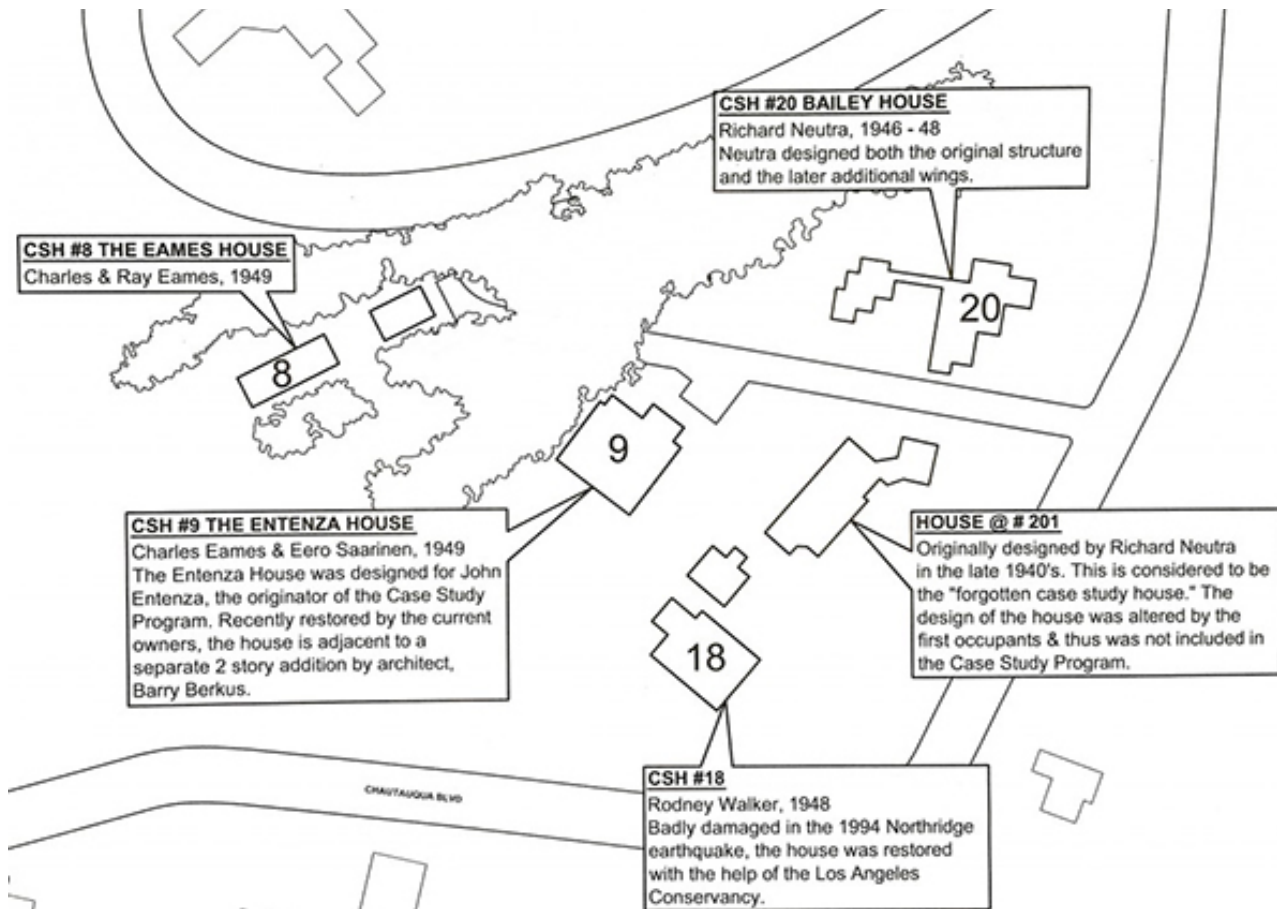 CSH #20 BAILEY HOUSE
Richard Neutra, 1946 - 48
Neutra designed both the original structure
and the later additional wings.
CSH #8 THE EAMES HOUSE
Charles & Ray Eames, 1949
20
8
9
CSH #9 THE ENTENZA HOUSE
Charles Eames & Eero Saarinen, 1949
The Entenza House was designed for John
Entenza, the originator of the Case Study
Program. Recently restored by the current
owners, the house is adjacent to a
separate 2 story addition by architect,
Barry Berkus.
HOUSE @ # 201
Originally designed by Richard Neutra
in the late 1940's. This is considered to be
the "forgotten case study house." The
design of the house was altered by the
first occupants & thus was not included in
the Case Study Program.
18
CHAUTAUQUA BLVD
CSH #18
Rodney Walker, 1948
Badly damaged in the 1994 Northridge
earthquake, the house was restored
with the help of the Los Angeles
Conservancy.